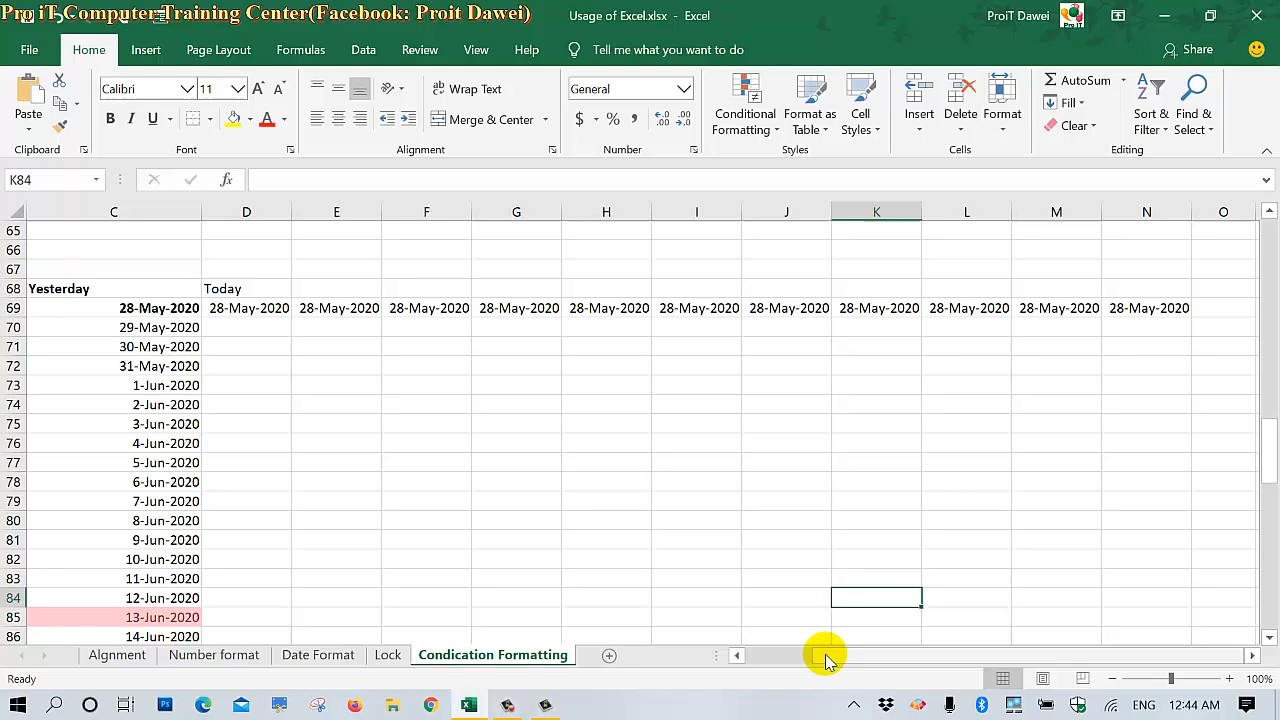 Pro iT Computer Training Center(Facebook: Proit Dawei)
Usage of Excel.xlsx - Excel
ProiT Dawei
File Home Insert Page Layout Formulas Data Review View Help Tell me what you want to do Share
Calibri 11
Wrap Text
General
AutoSum
Paste
Merge & Center
Conditional Formatting
Format as Table
Cell Styles
Insert Delete Format
Fill
Clear
Sort & Filter
Find & Select
Clipboard Font Alignment Number Styles Cells Editing
K84
fx
C D E F G H I J K L M N O
65
66
67
68 Yesterday Today
69 28-May-2020 28-May-2020 28-May-2020 28-May-2020 28-May-2020 28-May-2020 28-May-2020 28-May-2020 28-May-2020 28-May-2020 28-May-2020 28-May-2020
70 29-May-2020
71 30-May-2020
72 31-May-2020
73 1-Jun-2020
74 2-Jun-2020
75 3-Jun-2020
76 4-Jun-2020
77 5-Jun-2020
78 6-Jun-2020
79 7-Jun-2020
80 8-Jun-2020
81 9-Jun-2020
82 10-Jun-2020
83 11-Jun-2020
84 12-Jun-2020
85 13-Jun-2020
86 14-Jun-2020
Alignment Number format Date Format Lock Condication Formatting
Ready
100%
ENG 12:44 AM